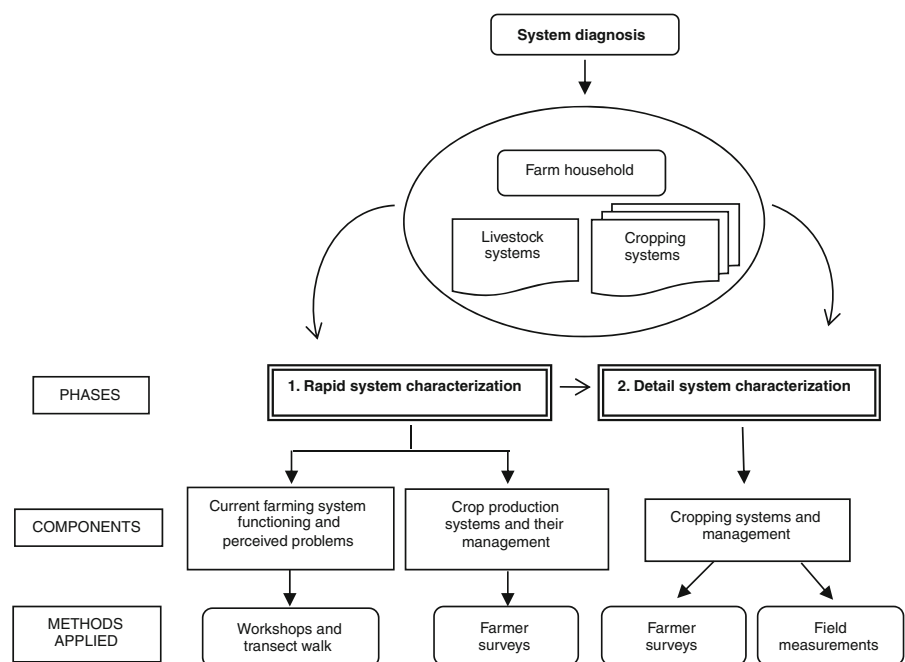 System diagnosis
Farm household
Livestock
systems
Cropping
systems
PHASES
1. Rapid system characterization
2. Detail system characterization
COMPONENTS
Current farming system
functioning and
perceived problems
Crop production
systems and their
management
Cropping systems and
management
METHODS
APPLIED
Workshops and
transect walk
Farmer
surveys
Farmer
surveys
Field
measurements